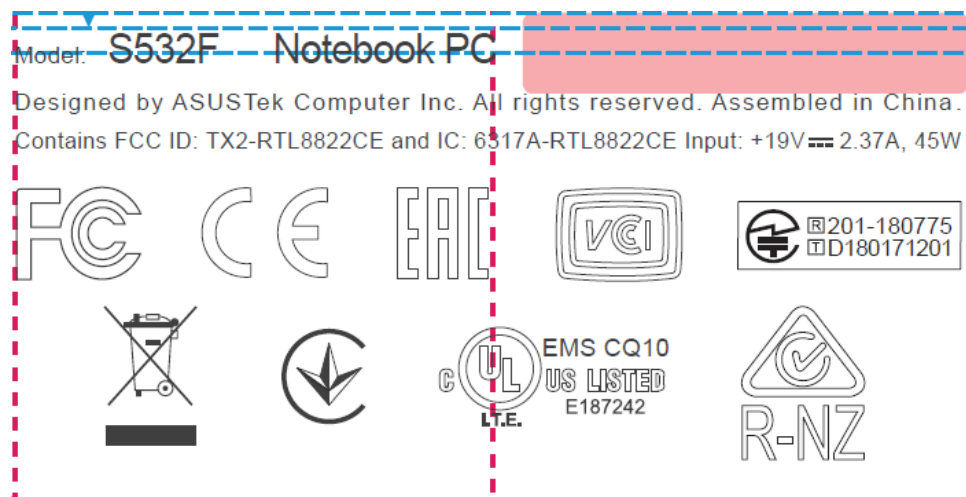 Model: S532F Notebook PC
Designed by ASUSTek Computer Inc. All rights reserved. Assembled in China.
Contains FCC ID: TX2-RTL8822CE and IC: 6317A-RTL8822CE Input: +19V⎓ 2.37A, 45W
FC CE EAC VCI R 201-180775
T D180171201
C UL US LISTED
EMS CQ10
I.T.E. E187242
R-NZ